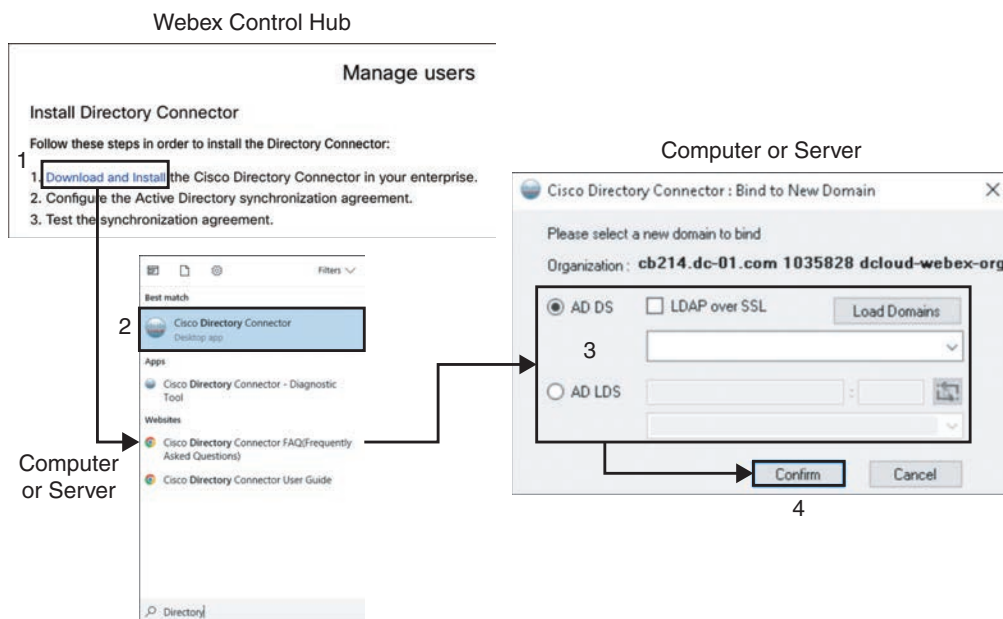 Webex Control Hub
Manage users
Install Directory Connector
Follow these steps in order to install the Directory Connector:
1
1. Download and Install the Cisco Directory Connector in your enterprise.
2. Configure the Active Directory synchronization agreement.
3. Test the synchronization agreement.
Filters
Best match
2
Cisco Directory Connector
Desktop app
Apps
Cisco Directory Connector - Diagnostic
Tool
Websites
Cisco Directory Connector FAQ(Frequently
Asked Questions)
Cisco Directory Connector User Guide
Directory
Computer
or Server
Computer or Server
Cisco Directory Connector : Bind to New Domain
Please select a new domain to bind
Organization : cb214.dc-01.com 1035828 dcloud-webex-org
AD DS
LDAP over SSL
Load Domains
3
AD LDS
:
Confirm
Cancel
4